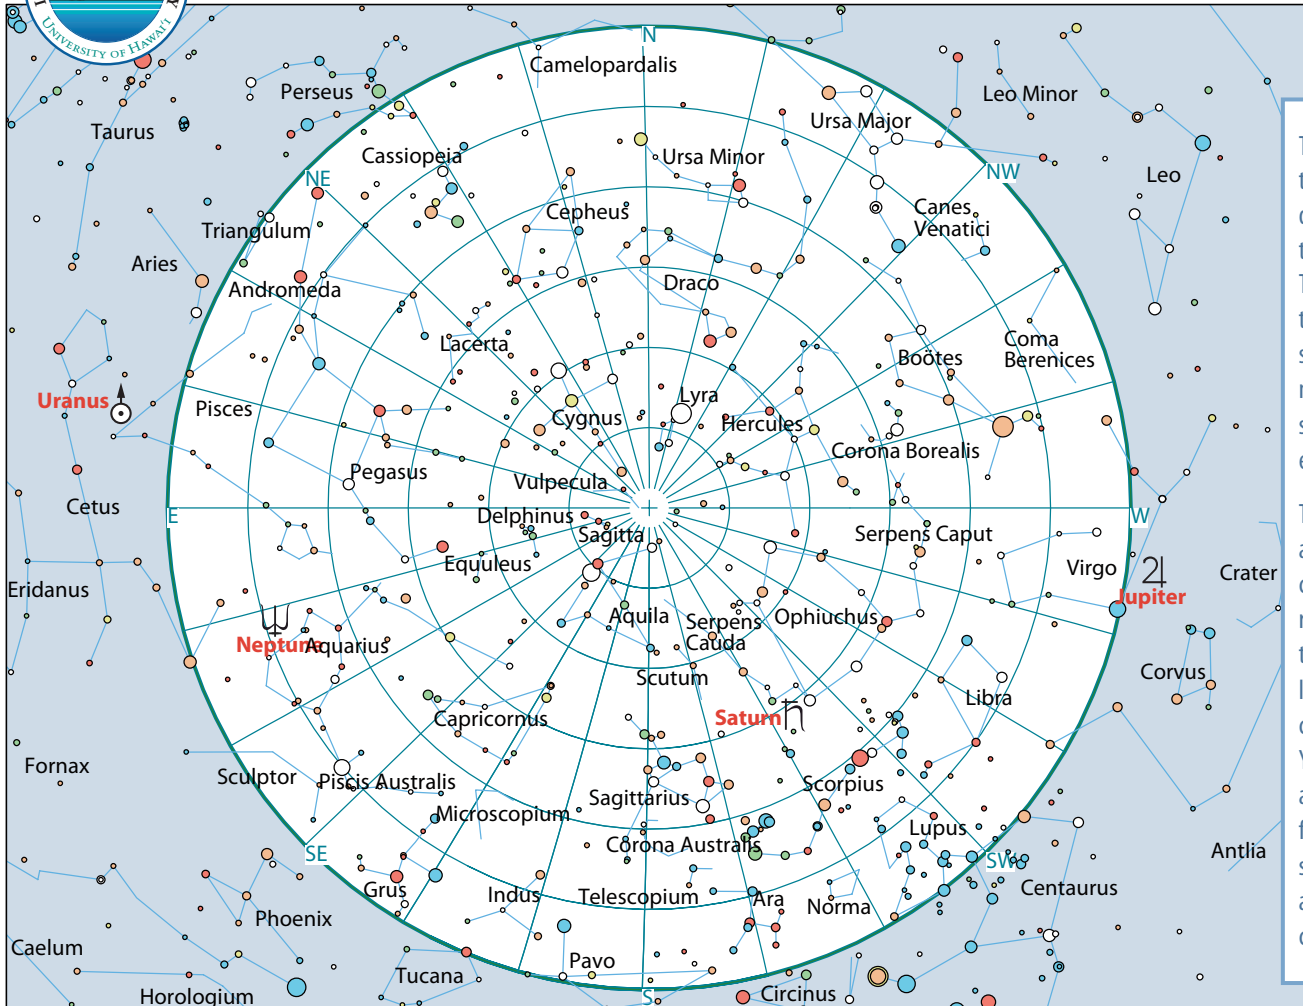 UNIVERSITY OF HAWAI'I
N
Camelopardalis
Perseus
Leo Minor
Ursa Major
Taurus
Cassiopeia
Ursa Minor
NE
NW
Leo
Cepheus
Canes
Venatici
Triangulum
Aries
Andromeda
Draco
Lacerta
Boötes
Coma
Berenices
Uranus
Pisces
Lyra
Cygnus
Hercules
Corona Borealis
Pegasus
Vulpecula
Cetus
E
Delphinus
W
Sagitta
Serpens Caput
Equuleus
Virgo
Crater
Eridanus
Jupiter
Aquila
Serpens
Cauda
Ophiuchus
Neptune
Aquarius
Scutum
Corvus
Libra
Capricornus
Saturn
Fornax
Sculptor
Piscis Australis
Scorpius
Sagittarius
Microscopium
Lupus
Corona Australis
SE
SW
Antlia
Grus
Indus
Telescopium
Ara
Norma
Centaurus
Phoenix
Caelum
Pavo
Tucana
Circinus
Horologium
S